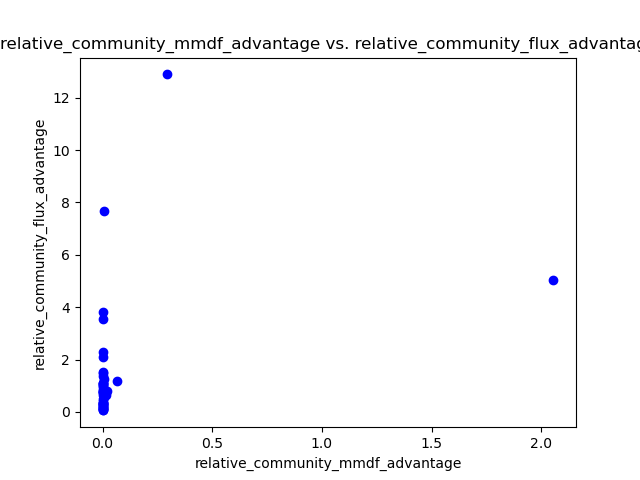 relative_community_mmdf_advantage vs. relative_community_flux_advantag
12
10
8
6
4
2
0
relative_community_flux_advantage
0.0 0.5 1.0 1.5 2.0
relative_community_mmdf_advantage